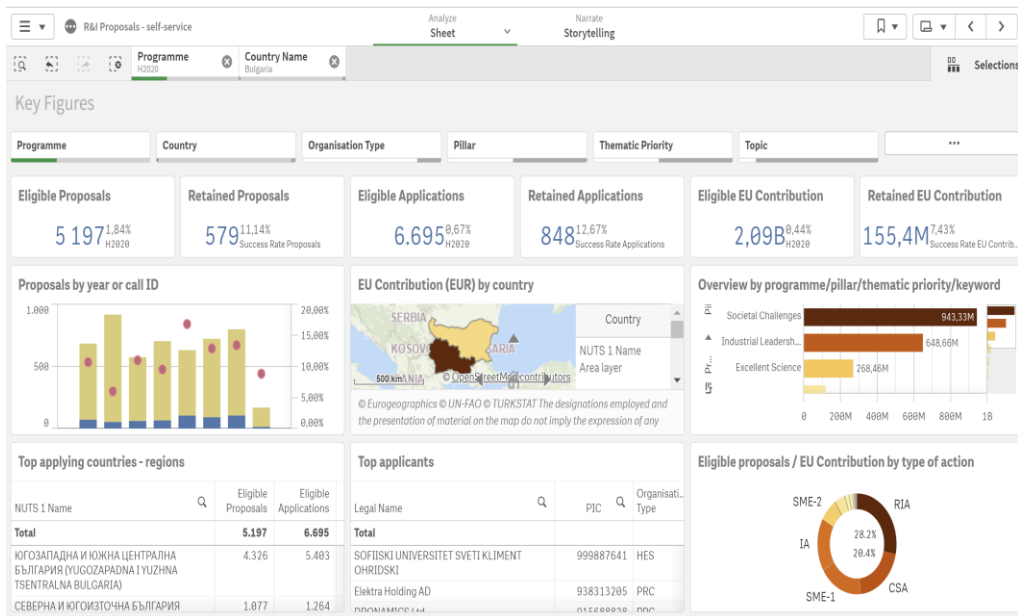 R&I Proposals - self-service
Analyze
Sheet
Narrate
Storytelling
Programme
H2020
Country Name
Bulgaria
Selections
Key Figures
Programme
Country
Organisation Type
Pillar
Thematic Priority
Topic
...
Eligible Proposals
5 197 1,84%
H2020
Retained Proposals
579 11,14%
Success Rate Proposals
Eligible Applications
6.695 0,67%
H2020
Retained Applications
848 12,67%
Success Rate Applications
Eligible EU Contribution
2,09B 0,44%
H2020
Retained EU Contribution
155,4M 7,43%
Success Rate EU Contrib...
Proposals by year or call ID
1.000
500
0
20,00%
15,00%
10,00%
5,00%
0,00%
EU Contribution (EUR) by country
SERBIA
KOSOVO
GARIA
500 km
ANIA
© OpenStreetMap contributors
Country
NUTS 1 Name
Area layer
© Eurogeographics © UN-FAO © TURKSTAT The designations employed and
the presentation of material on the map do not imply the expression of any
Overview by programme/pillar/thematic priority/keyword
Pr...
Societal Challenges
943,33M
Industrial Leadersh...
648,66M
Excellent Science
268,46M
0
200M
400M
600M
800M
1B
Top applying countries - regions
NUTS 1 Name
Eligible Proposals
Eligible Applications
Total 5.197 6.695
ЮГОЗАПАДНА И ЮЖНА ЦЕНТРАЛНА 4.326 5.403
БЪЛГАРИЯ (YUGOZAPADNA I YUZHNA
TSENTRALNA BULGARIA)
СЕВЕРНА И ЮГОИЗТОЧНА БЪЛГАРИЯ 1.077 1.264
Top applicants
Legal Name
PIC
Organisati... Type
Total
SOFIISKI UNIVERSITET SVETI KLIMENT 999887641 HES
OHRIDSKI
Elektra Holding AD 938313205 PRC
Eligible proposals / EU Contribution by type of action
SME-2
RIA
IA
28.2%
20.4%
SME-1
CSA